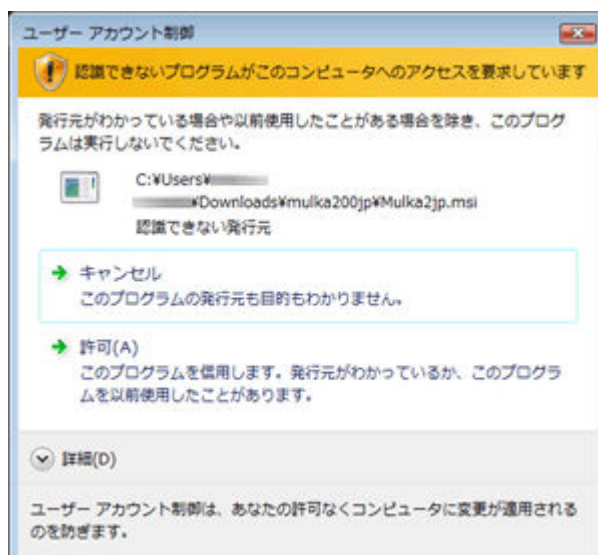 ユーザー アカウント制御
認識できないプログラムがこのコンピュータへのアクセスを要求しています
発行元がわかっている場合や以前使用したことがある場合を除き、このプログ
ラムは実行しないでください。
C:¥Users¥
¥Downloads¥mulka200jp¥Mulka2jp.msi
認識できない発行元
キャンセル
このプログラムの発行元も目的もわかりません。
許可(A)
このプログラムを信用します。発行元がわかっているか、このプログラ
ムを以前使用したことがあります。
詳細(D)
ユーザー アカウント制御は、あなたの許可なくコンピュータに変更が適用される
のを防ぎます。